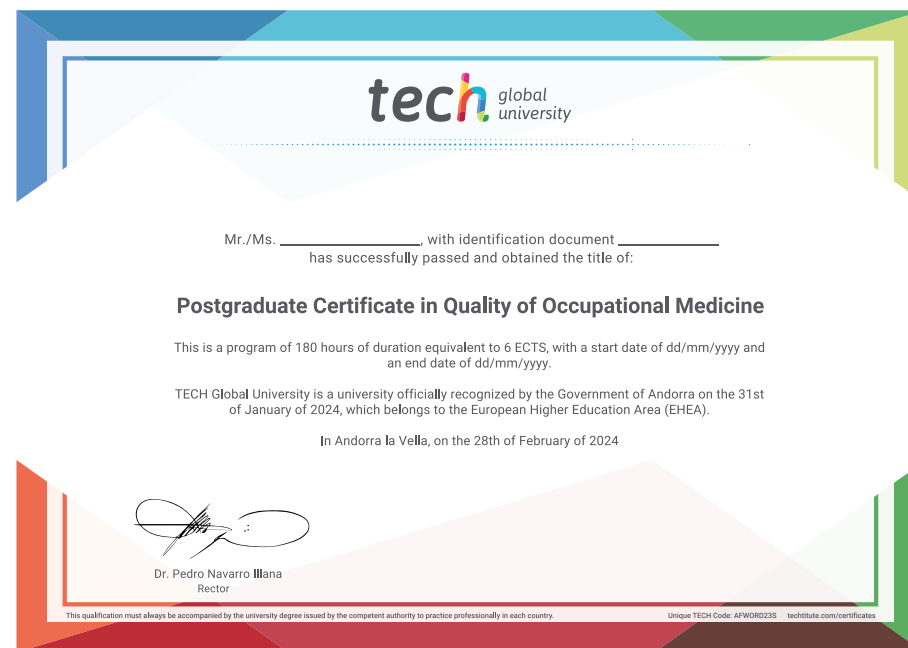 tech global university
Mr./Ms. ____________________, with identification document ______________
has successfully passed and obtained the title of:
Postgraduate Certificate in Quality of Occupational Medicine
This is a program of 180 hours of duration equivalent to 6 ECTS, with a start date of dd/mm/yyyy and
an end date of dd/mm/yyyy.
TECH Global University is a university officially recognized by the Government of Andorra on the 31st
of January of 2024, which belongs to the European Higher Education Area (EHEA).
In Andorra la Vella, on the 28th of February of 2024
Dr. Pedro Navarro Illana
Rector
This qualification must always be accompanied by the university degree issued by the competent authority to practice professionally in each country.
Unique TECH Code: AFWORD23S techtitute.com/certificates